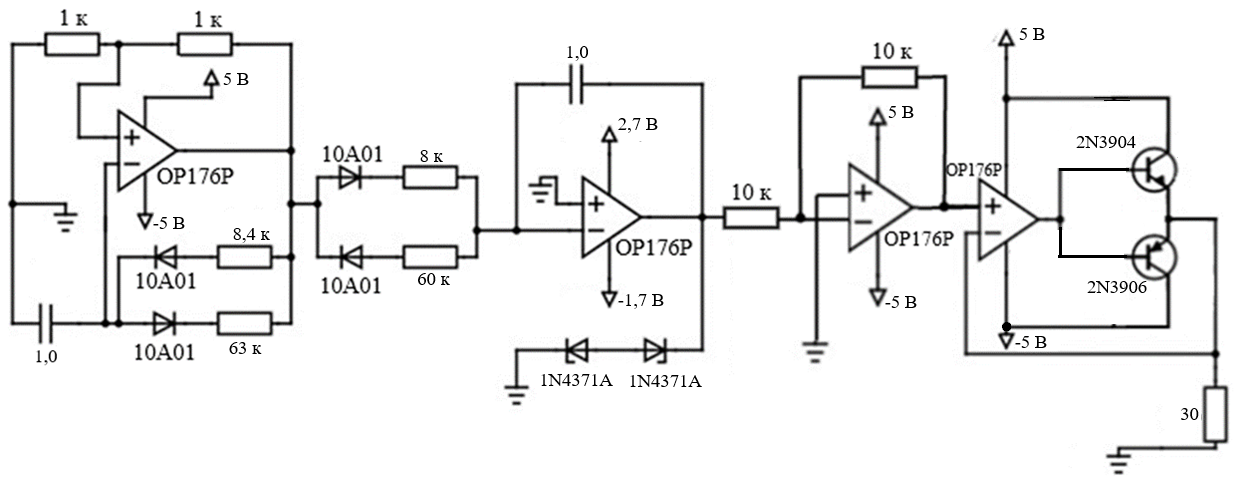 1 к
1 к
5 В
+
−
OP176P
-5 В
8,4 к
10A01
10A01
63 к
1,0
10A01
8 к
10A01
60 к
1,0
2,7 В
+
−
OP176P
-1,7 В
1N4371A
1N4371A
10 к
10 к
5 В
+
−
OP176P
-5 В
5 В
OP176P
+
−
-5 В
2N3904
2N3906
30